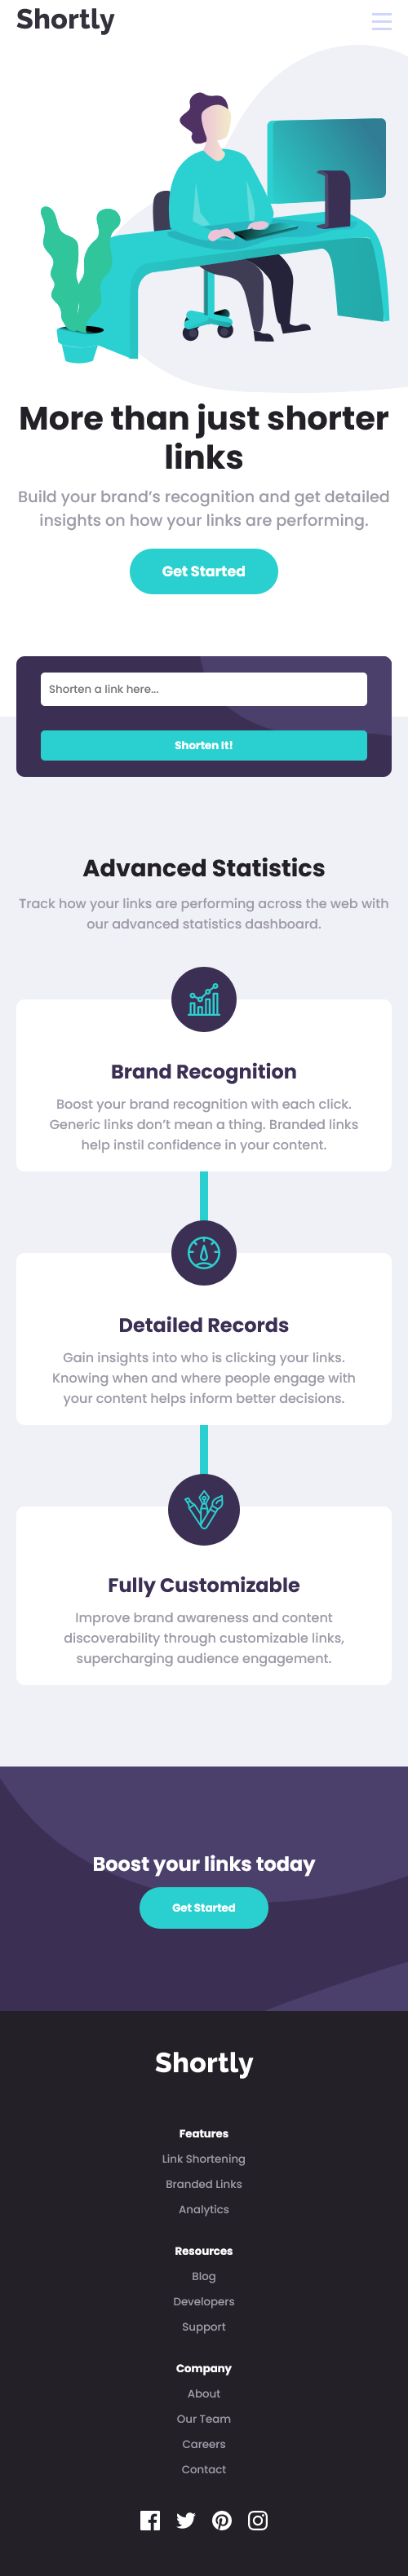 Shortly
More than just shorter
links
Build your brand’s recognition and get detailed
insights on how your links are performing.
Get Started
Shorten a link here...
Shorten It!
Advanced Statistics
Track how your links are performing across the web with
our advanced statistics dashboard.
Brand Recognition
Boost your brand recognition with each click.
Generic links don’t mean a thing. Branded links
help instil confidence in your content.
Detailed Records
Gain insights into who is clicking your links.
Knowing when and where people engage with
your content helps inform better decisions.
Fully Customizable
Improve brand awareness and content
discoverability through customizable links,
supercharging audience engagement.
Boost your links today
Get Started
Shortly
Features
Link Shortening
Branded Links
Analytics
Resources
Blog
Developers
Support
Company
About
Our Team
Careers
Contact